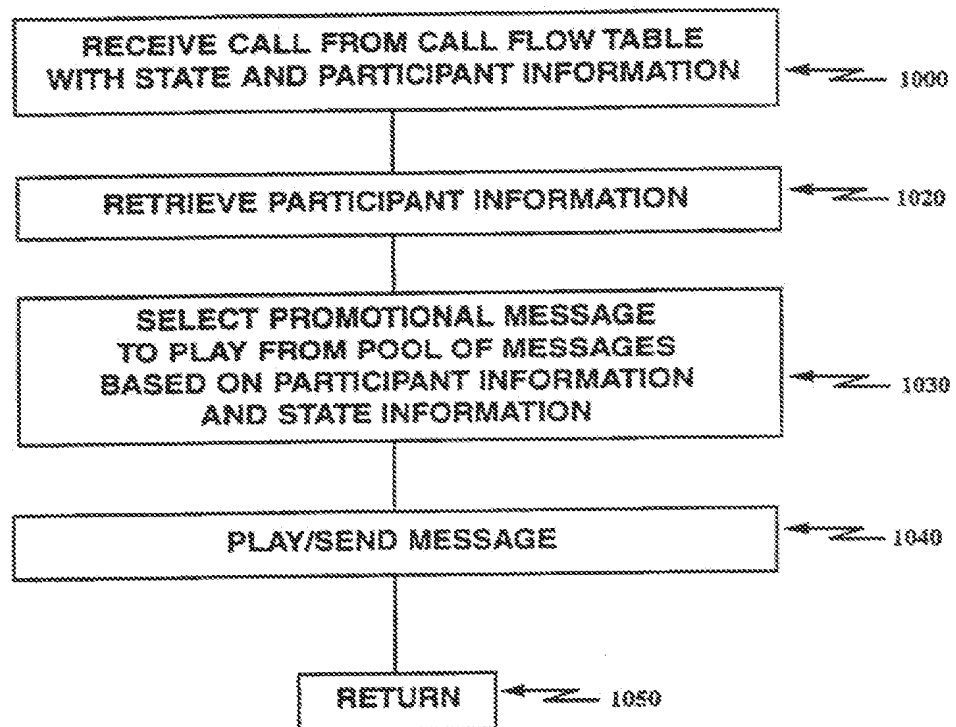 RECEIVE CALL FROM CALL FLOW TABLE
WITH STATE AND PARTICIPANT INFORMATION
1000
RETRIEVE PARTICIPANT INFORMATION
1020
SELECT PROMOTIONAL MESSAGE
TO PLAY FROM POOL OF MESSAGES
BASED ON PARTICIPANT INFORMATION
AND STATE INFORMATION
1030
PLAY/SEND MESSAGE
1040
RETURN
1050